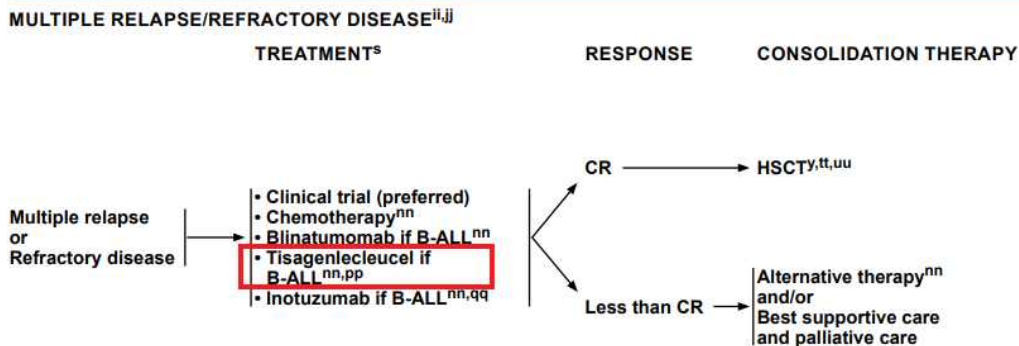 MULTIPLE RELAPSE/REFRACTORY DISEASEii,jj
TREATMENTs
RESPONSE
CONSOLIDATION THERAPY
Multiple relapse
or
Refractory disease
• Clinical trial (preferred)
• Chemotherapynn
• Blinatumomab if B-ALLnn
• Tisagenlecleucel if
B-ALLnn,pp
• Inotuzumab if B-ALLnn,qq
CR
HSCTy,tt,uu
Less than CR
Alternative therapynn
and/or
Best supportive care
and palliative care